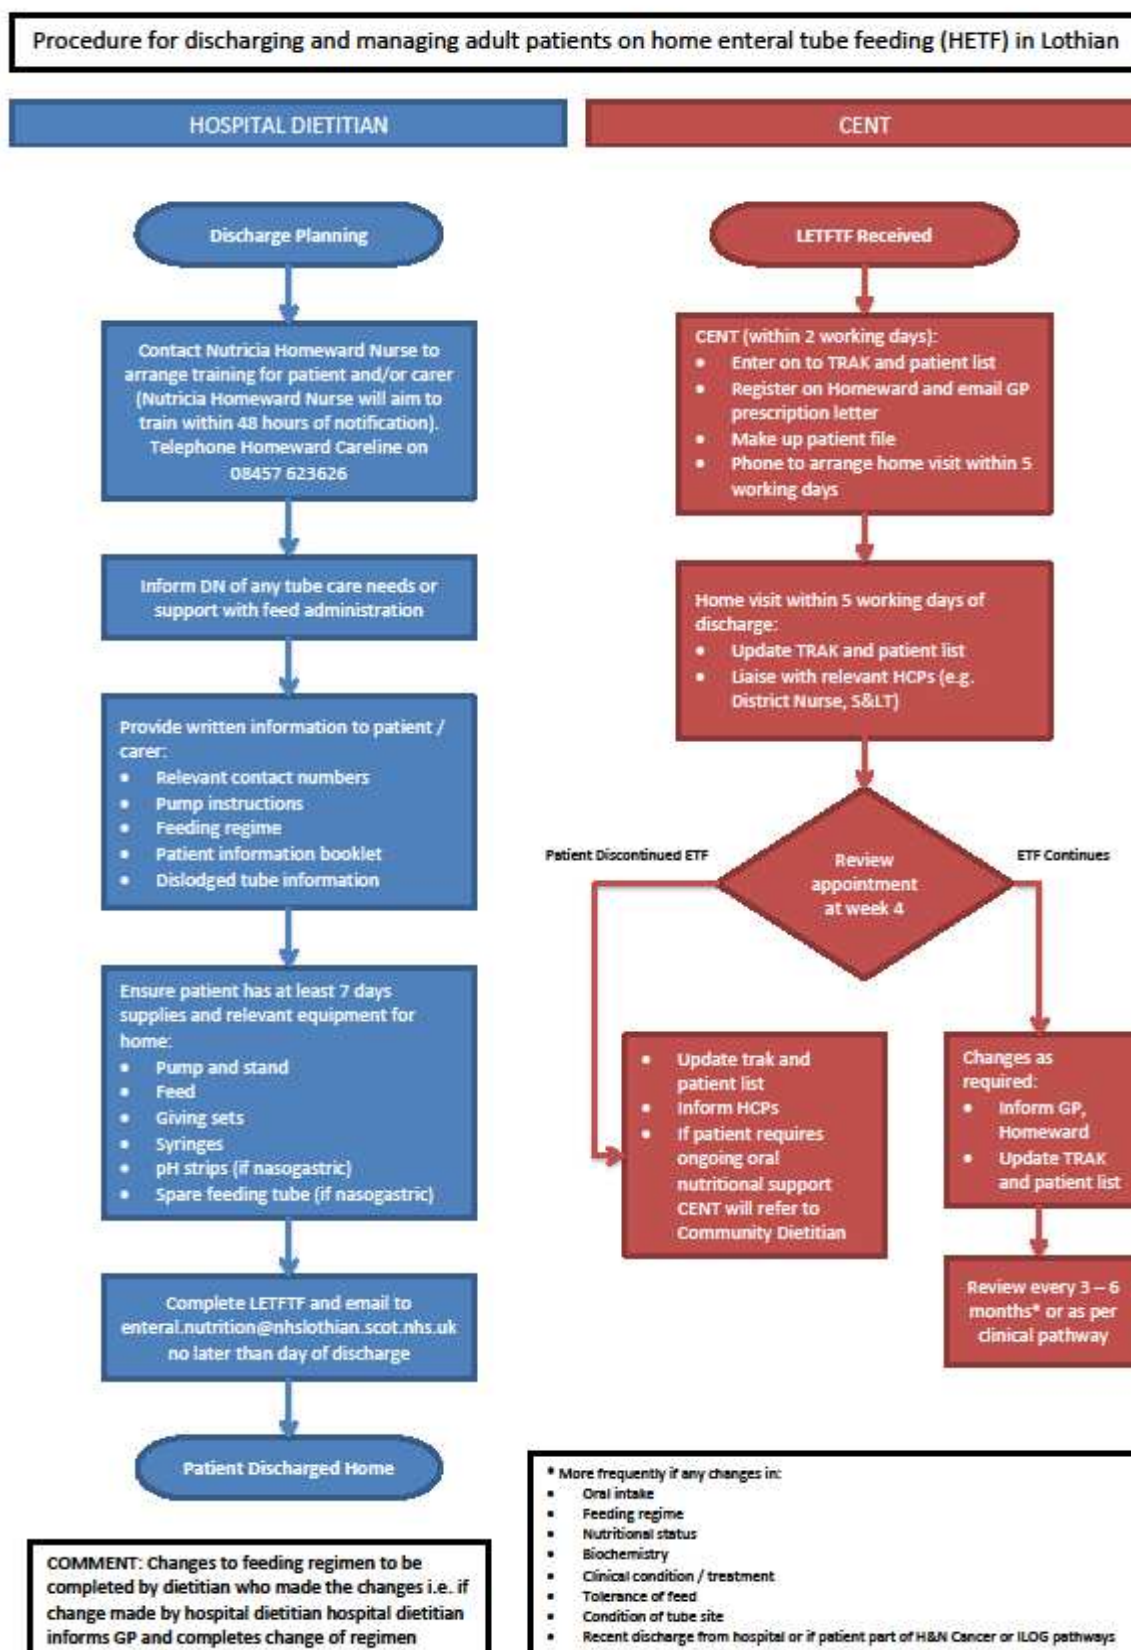 Procedure for discharging and managing adult patients on home enteral tube feeding (HETF) in Lothian
HOSPITAL DIETITIAN
Discharge Planning
Contact Nutricia Homeward Nurse to
arrange training for patient and/or carer
(Nutricia Homeward Nurse will aim to
train within 48 hours of notification).
Telephone Homeward Careline on
08457 623626
Inform DN of any tube care needs or
support with feed administration
Provide written information to patient /
carer:
• Relevant contact numbers
• Pump instructions
• Feeding regime
• Patient information booklet
• Dislodged tube information
Ensure patient has at least 7 days
supplies and relevant equipment for
home:
• Pump and stand
• Feed
• Giving sets
• Syringes
• pH strips (if nasogastric)
• Spare feeding tube (if nasogastric)
Complete LETFTF and email to
enteral.nutrition@nhslothian.scot.nhs.uk
no later than day of discharge
Patient Discharged Home
COMMENT: Changes to feeding regimen to be
completed by dietitian who made the changes i.e. if
change made by hospital dietitian hospital dietitian
informs GP and completes change of regimen
CENT
LETFTF Received
CENT (within 2 working days):
• Enter on to TRAK and patient list
• Register on Homeward and email GP
prescription letter
• Make up patient file
• Phone to arrange home visit within 5
working days
Home visit within 5 working days of
discharge:
• Update TRAK and patient list
• Liaise with relevant HCPs (e.g.
District Nurse, S&LT)
Review
appointment
at week 4
Patient Discontinued ETF
• Update trak and
patient list
• Inform HCPs
• If patient requires
ongoing oral
nutritional support
CENT will refer to
Community Dietitian
ETF Continues
Changes as
required:
• Inform GP,
Homeward
• Update TRAK
and patient list
Review every 3 – 6
months* or as per
clinical pathway
* More frequently if any changes in:
• Oral intake
• Feeding regime
• Nutritional status
• Biochemistry
• Clinical condition / treatment
• Tolerance of feed
• Condition of tube site
• Recent discharge from hospital or if patient part of H&N Cancer or ILOG pathways